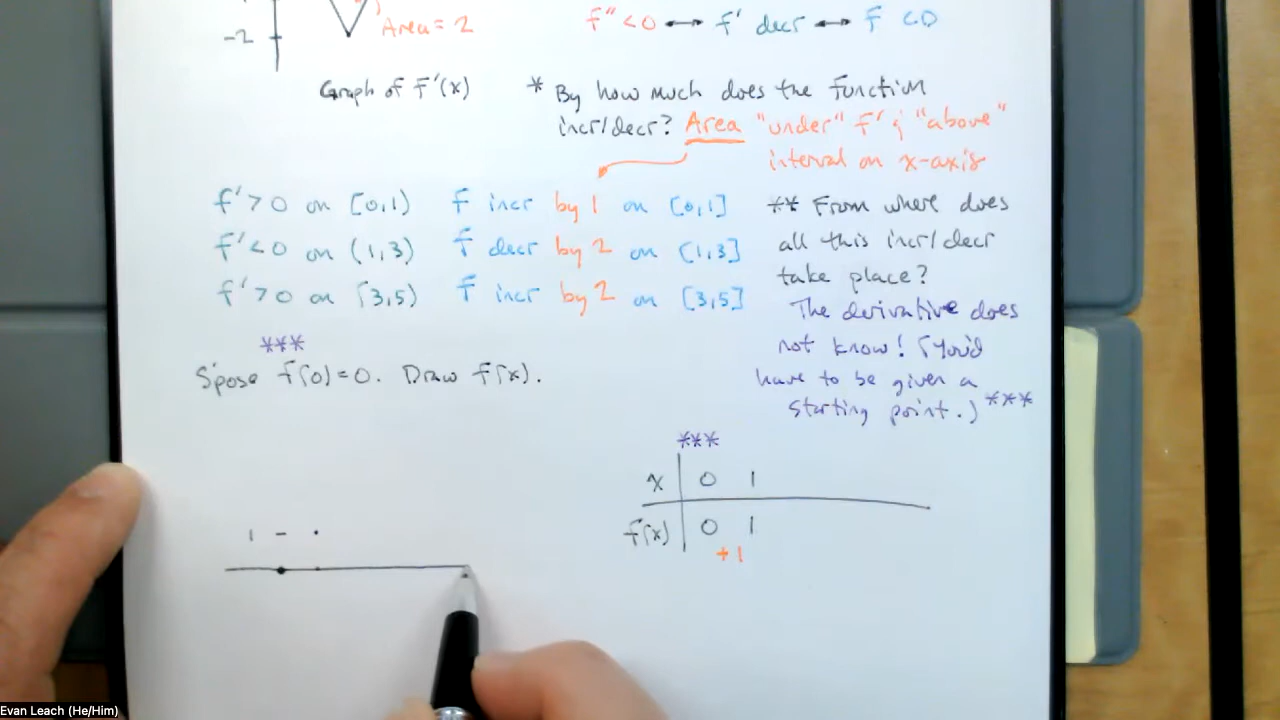 Area = 2
-2
f" < 0 ↔ f' decr ↔ f CD
Graph of f'(x)
* By how much does the function
incr/decr? Area "under" f' & "above"
interval on x-axis
f' > 0 on [0,1) f incr by 1 on [0,1]
f' < 0 on (1,3) f decr by 2 on [1,3]
f' > 0 on (3,5) f incr by 2 on [3,5]
** From where does
all this incr/decr
take place?
The derivative does
not know! (You'd
have to be given a
starting point.) ***
***
S'pose f(0)=0. Draw f(x).
***
x 0 1
f(x) 0 1
+1
1
Evan Leach (He/Him)